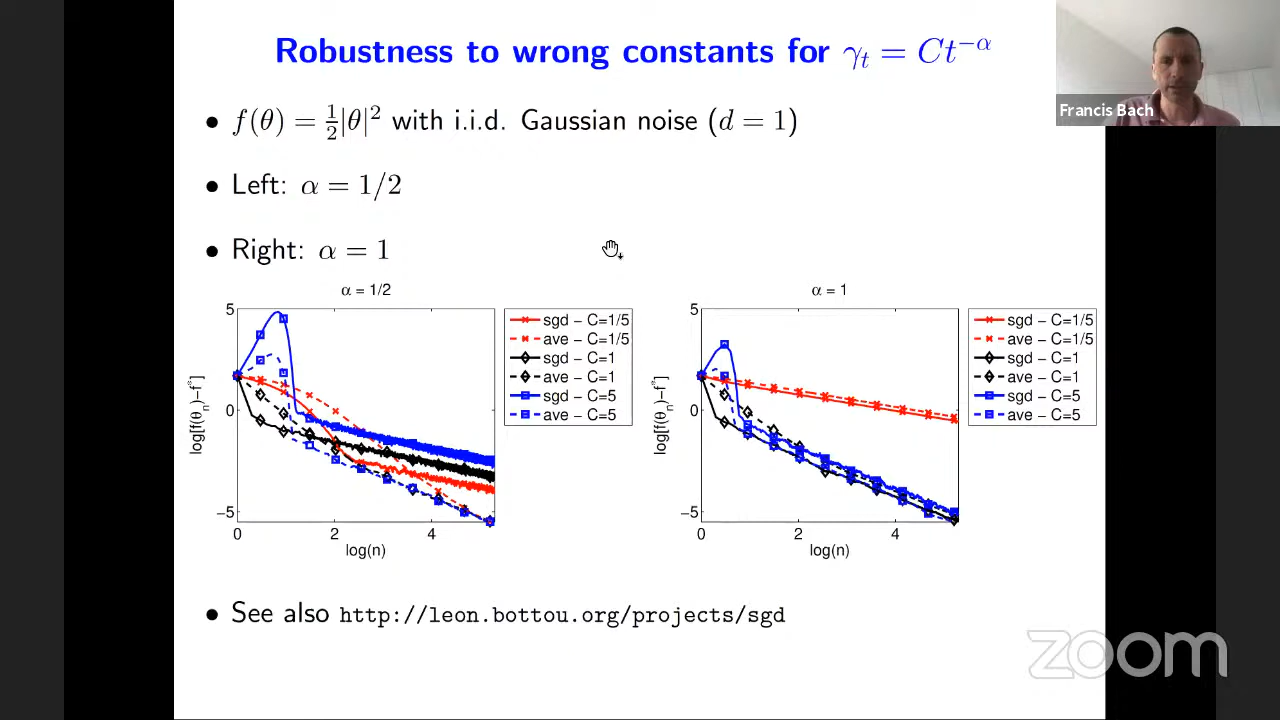 Robustness to wrong constants for γ_t = Ct^{−α}
Francis Bach
• f(θ) = ½|θ|² with i.i.d. Gaussian noise (d = 1)
• Left: α = 1/2
• Right: α = 1
α = 1/2
5
0
−5
log[f(θ_n)−f*]
0
2
4
log(n)
sgd − C=1/5
ave − C=1/5
sgd − C=1
ave − C=1
sgd − C=5
ave − C=5
α = 1
5
0
−5
log[f(θ_n)−f*]
0
2
4
log(n)
sgd − C=1/5
ave − C=1/5
sgd − C=1
ave − C=1
sgd − C=5
ave − C=5
• See also http://leon.bottou.org/projects/sgd
zoom